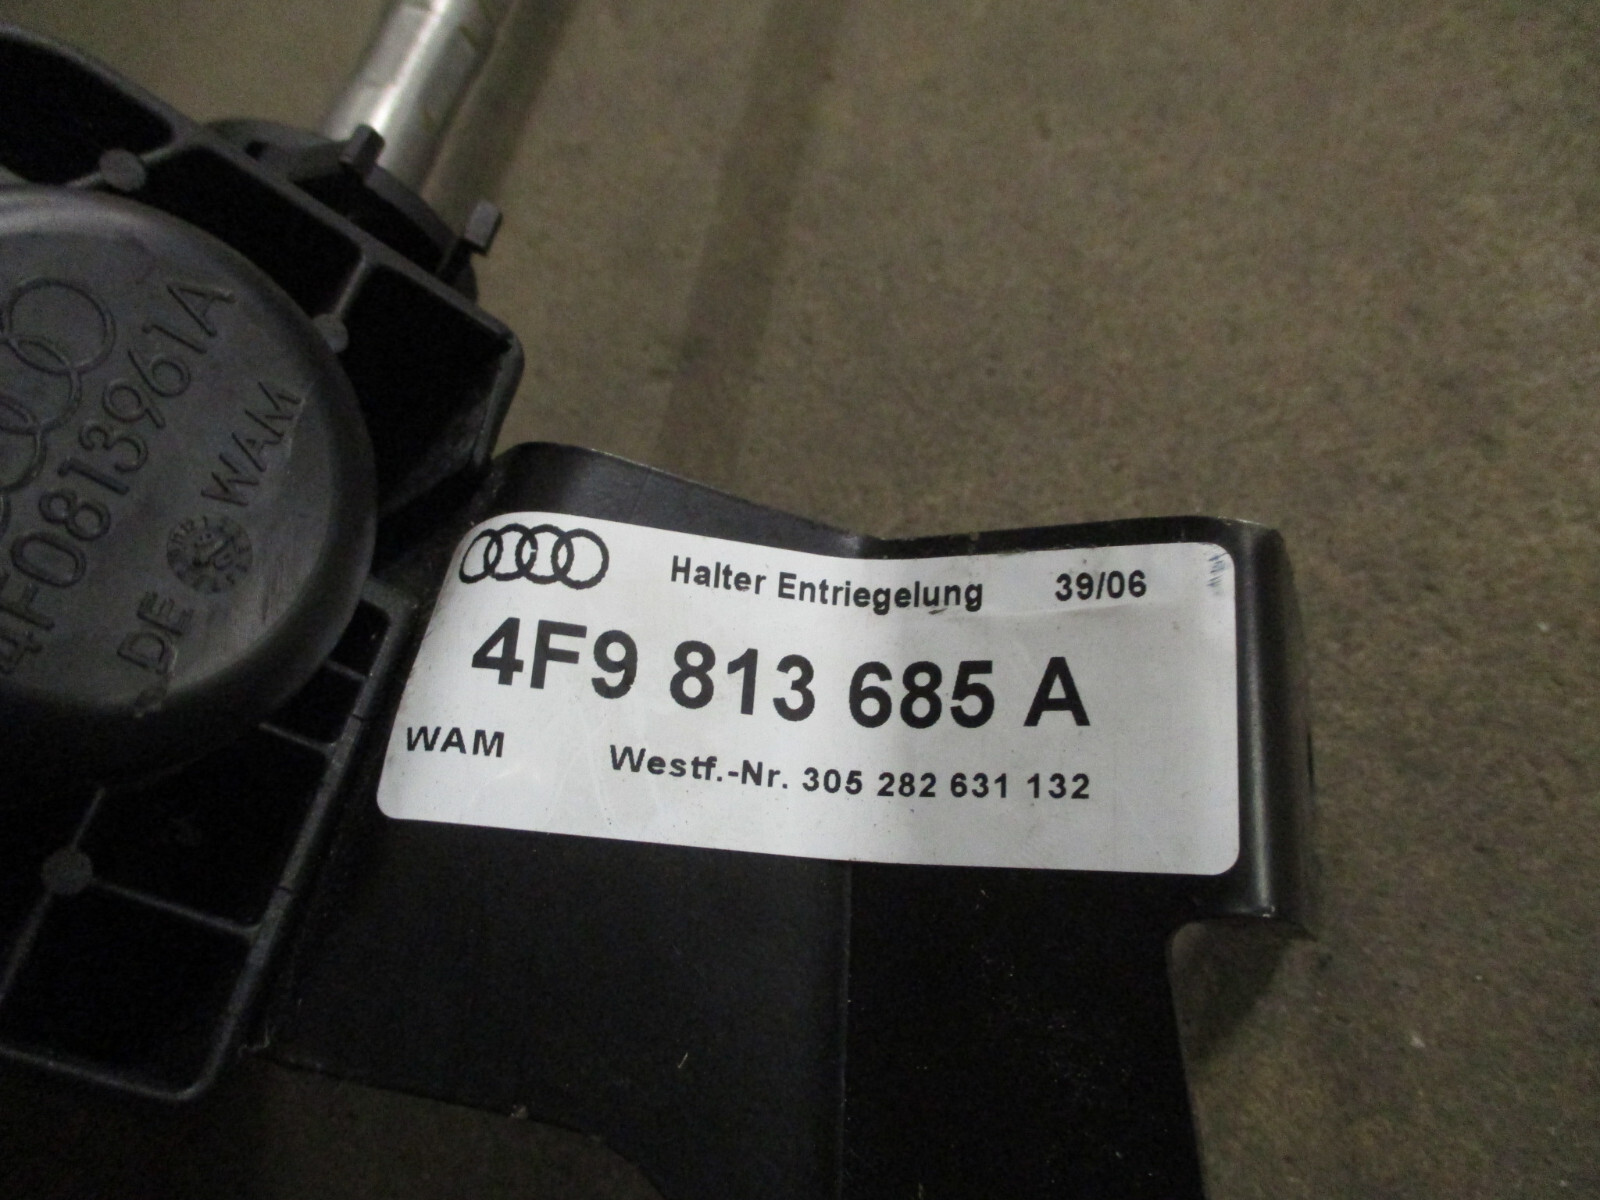 4F0813961A
DE WAM
Halter Entriegelung 39/06
4F9 813 685 A
WAM Westf.-Nr. 305 282 631 132